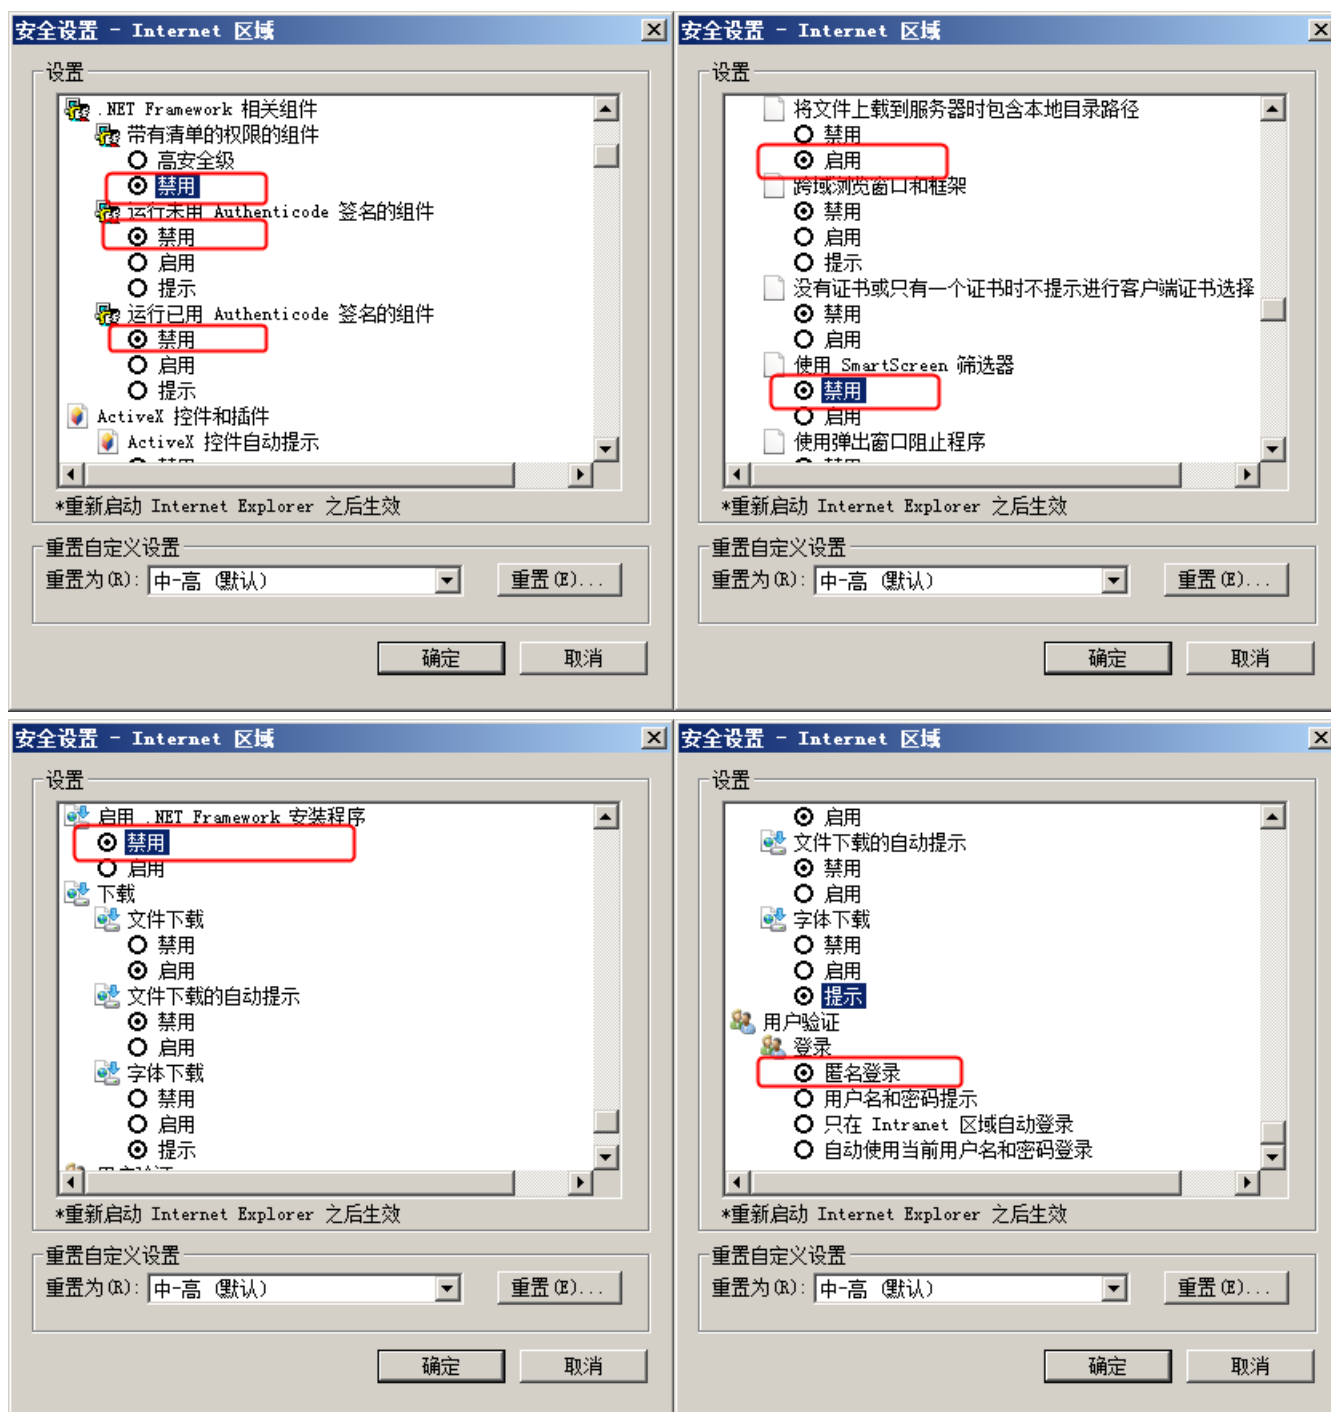 安全设置 - Internet 区域
设置
.NET Framework 相关组件
带有清单的权限的组件
高安全级
禁用
运行未用 Authenticode 签名的组件
禁用
启用
提示
运行已用 Authenticode 签名的组件
禁用
启用
提示
ActiveX 控件和插件
ActiveX 控件自动提示
*重新启动 Internet Explorer 之后生效
重置自定义设置
重置为(R): 中-高 (默认) 重置(E)...
确定 取消
安全设置 - Internet 区域
设置
将文件上载到服务器时包含本地目录路径
禁用
启用
跨域浏览窗口和框架
禁用
启用
提示
没有证书或只有一个证书时不提示进行客户端证书选择
禁用
启用
使用 SmartScreen 筛选器
禁用
启用
使用弹出窗口阻止程序
*重新启动 Internet Explorer 之后生效
重置自定义设置
重置为(R): 中-高 (默认) 重置(E)...
确定 取消
安全设置 - Internet 区域
设置
启用 .NET Framework 安装程序
禁用
启用
下载
文件下载
禁用
启用
文件下载的自动提示
禁用
启用
字体下载
禁用
启用
提示
*重新启动 Internet Explorer 之后生效
重置自定义设置
重置为(R): 中-高 (默认) 重置(E)...
确定 取消
安全设置 - Internet 区域
设置
启用
文件下载的自动提示
禁用
启用
字体下载
禁用
启用
提示
用户验证
登录
匿名登录
用户名和密码提示
只在 Intranet 区域自动登录
自动使用当前用户名和密码登录
*重新启动 Internet Explorer 之后生效
重置自定义设置
重置为(R): 中-高 (默认) 重置(E)...
确定 取消